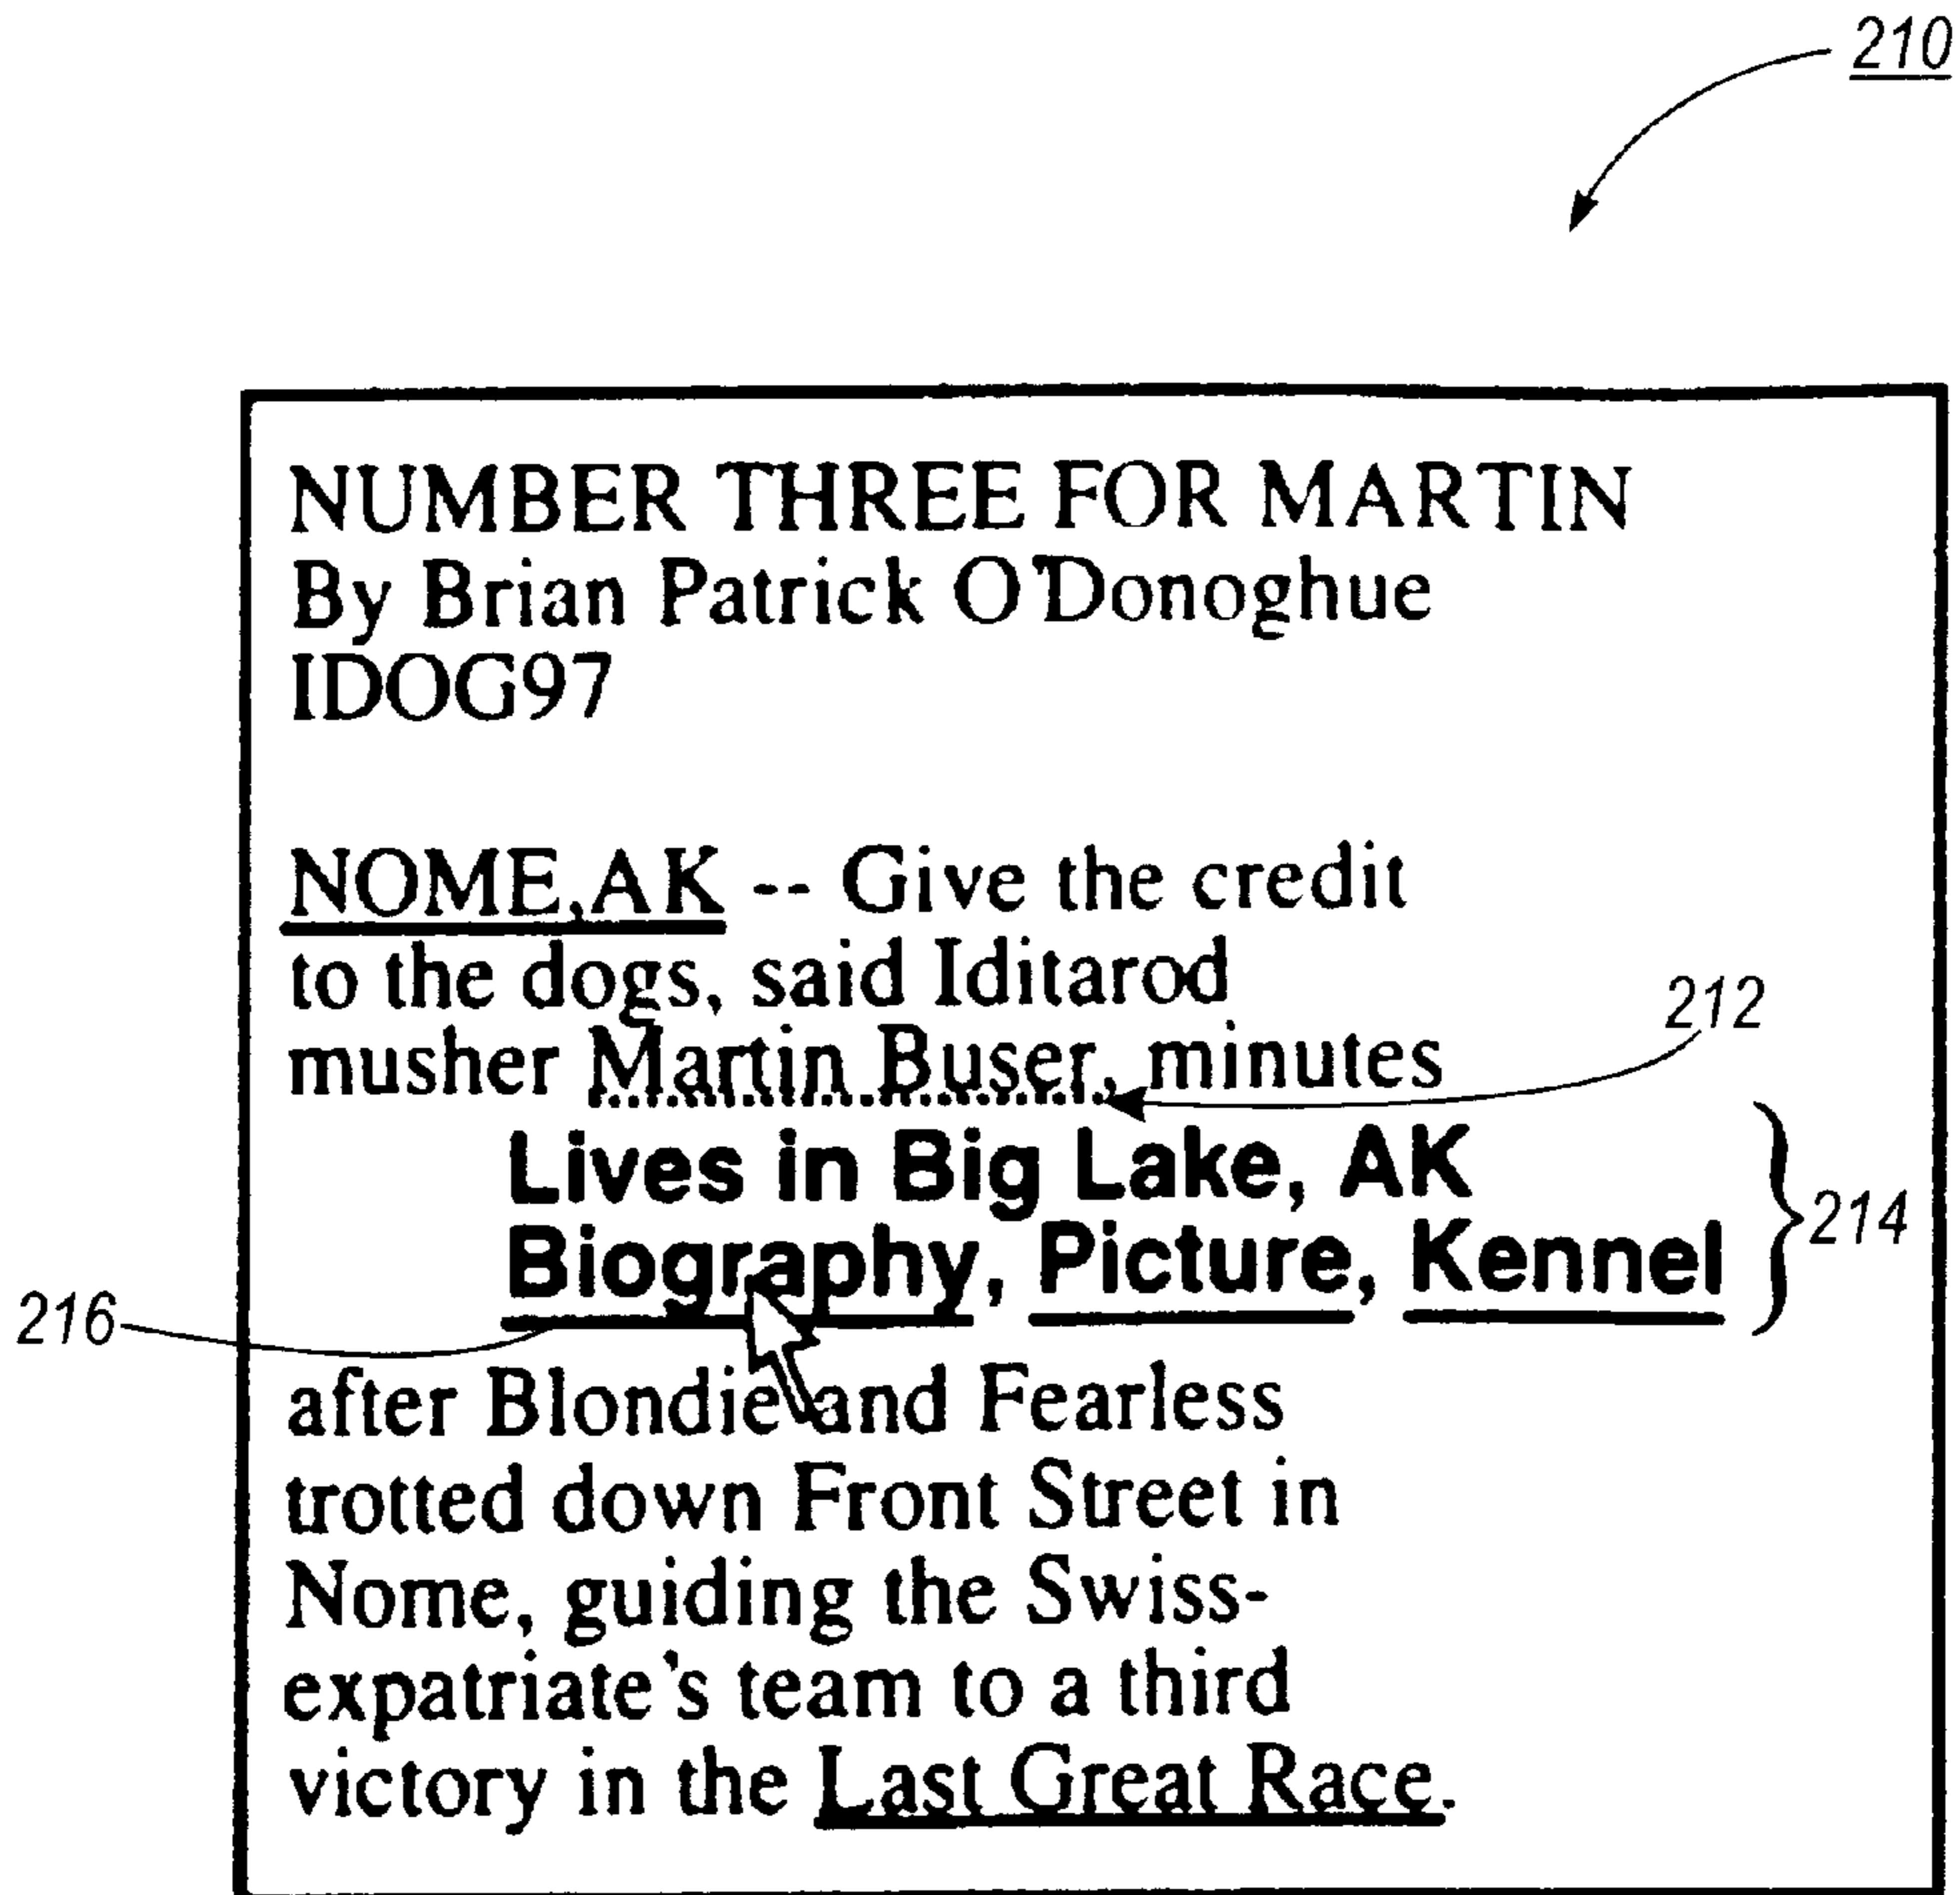 210
NUMBER THREE FOR MARTIN
By Brian Patrick O'Donoghue
IDOG97
NOME,AK -- Give the credit
to the dogs, said Iditarod
212
musher Martin Buser, minutes
Lives in Big Lake, AK
214
Biography, Picture, Kennel
216
after Blondie and Fearless
trotted down Front Street in
Nome, guiding the Swiss-
expatriate's team to a third
victory in the Last Great Race.